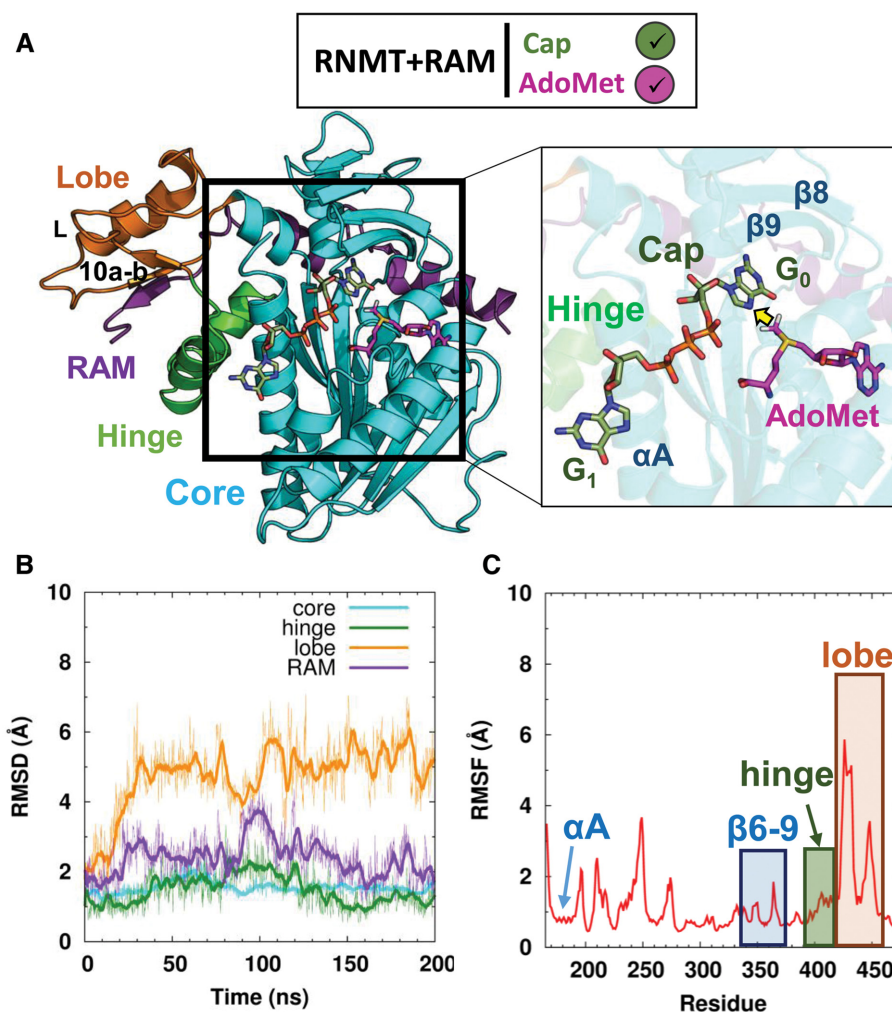 A
RNMT+RAM
Cap ✓
AdoMet ✓
Lobe
L
10a-b
RAM
Hinge
Core
β8
β9
Cap
G0
Hinge
AdoMet
αA
G1
B
10
8
6
4
2
0
RMSD (Å)
core
hinge
lobe
RAM
0 50 100 150 200
Time (ns)
C
10
8
6
4
2
0
RMSF (Å)
lobe
hinge
β6-9
αA
200 250 300 350 400 450
Residue